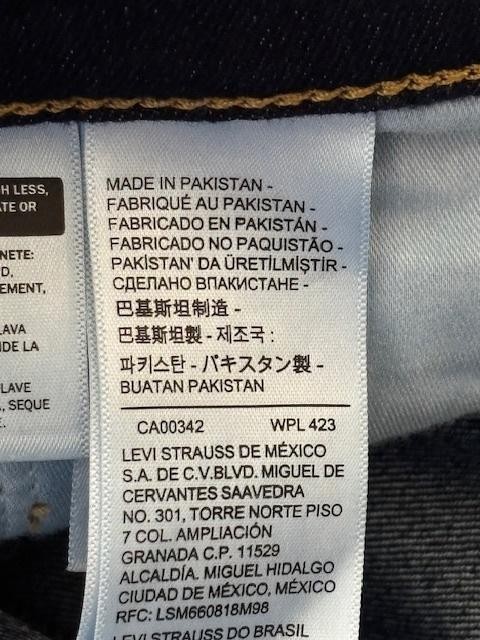 H LESS,
TE OR
NETE:
D,
EMENT,
LAVA
NDE LA
LAVE
, SEQUE
E.
MADE IN PAKISTAN -
FABRIQUÉ AU PAKISTAN -
FABRICADO EN PAKISTÁN -
FABRICADO NO PAQUISTÃO -
PAKİSTAN' DA ÜRETİLMİŞTİR -
СДЕЛАНО ВПАКИСТАНЕ -
巴基斯坦制造 -
巴基斯坦製 - 제조국 :
파키스탄 - パキスタン製 -
BUATAN PAKISTAN
CA00342 WPL 423
LEVI STRAUSS DE MÉXICO
S.A. DE C.V.BLVD. MIGUEL DE
CERVANTES SAAVEDRA
NO. 301, TORRE NORTE PISO
7 COL. AMPLIACIÓN
GRANADA C.P. 11529
ALCALDÍA. MIGUEL HIDALGO
CIUDAD DE MÉXICO, MÉXICO
RFC: LSM660818M98
LEVI STRAUSS DO BRASIL